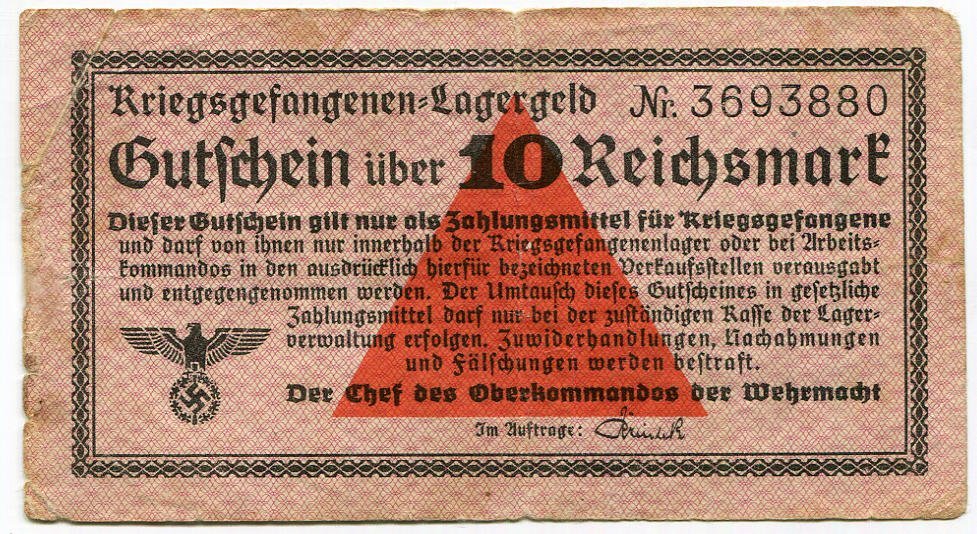 Kriegsgefangenen-Lagergeld Nr. 3693880
Gutschein über 10 Reichsmark
Dieser Gutschein gilt nur als Zahlungsmittel für Kriegsgefangene
und darf von ihnen nur innerhalb der Kriegsgefangenenlager oder bei Arbeits-
kommandos in den ausdrücklich hierfür bezeichneten Verkaufsstellen verausgabt
und entgegengenommen werden. Der Umtausch dieses Gutscheines in gesetzliche
Zahlungsmittel darf nur bei der zuständigen Kasse der Lager-
verwaltung erfolgen. Zuwiderhandlungen, Nachahmungen
und Fälschungen werden bestraft.
Der Chef des Oberkommandos der Wehrmacht
Im Auftrage: